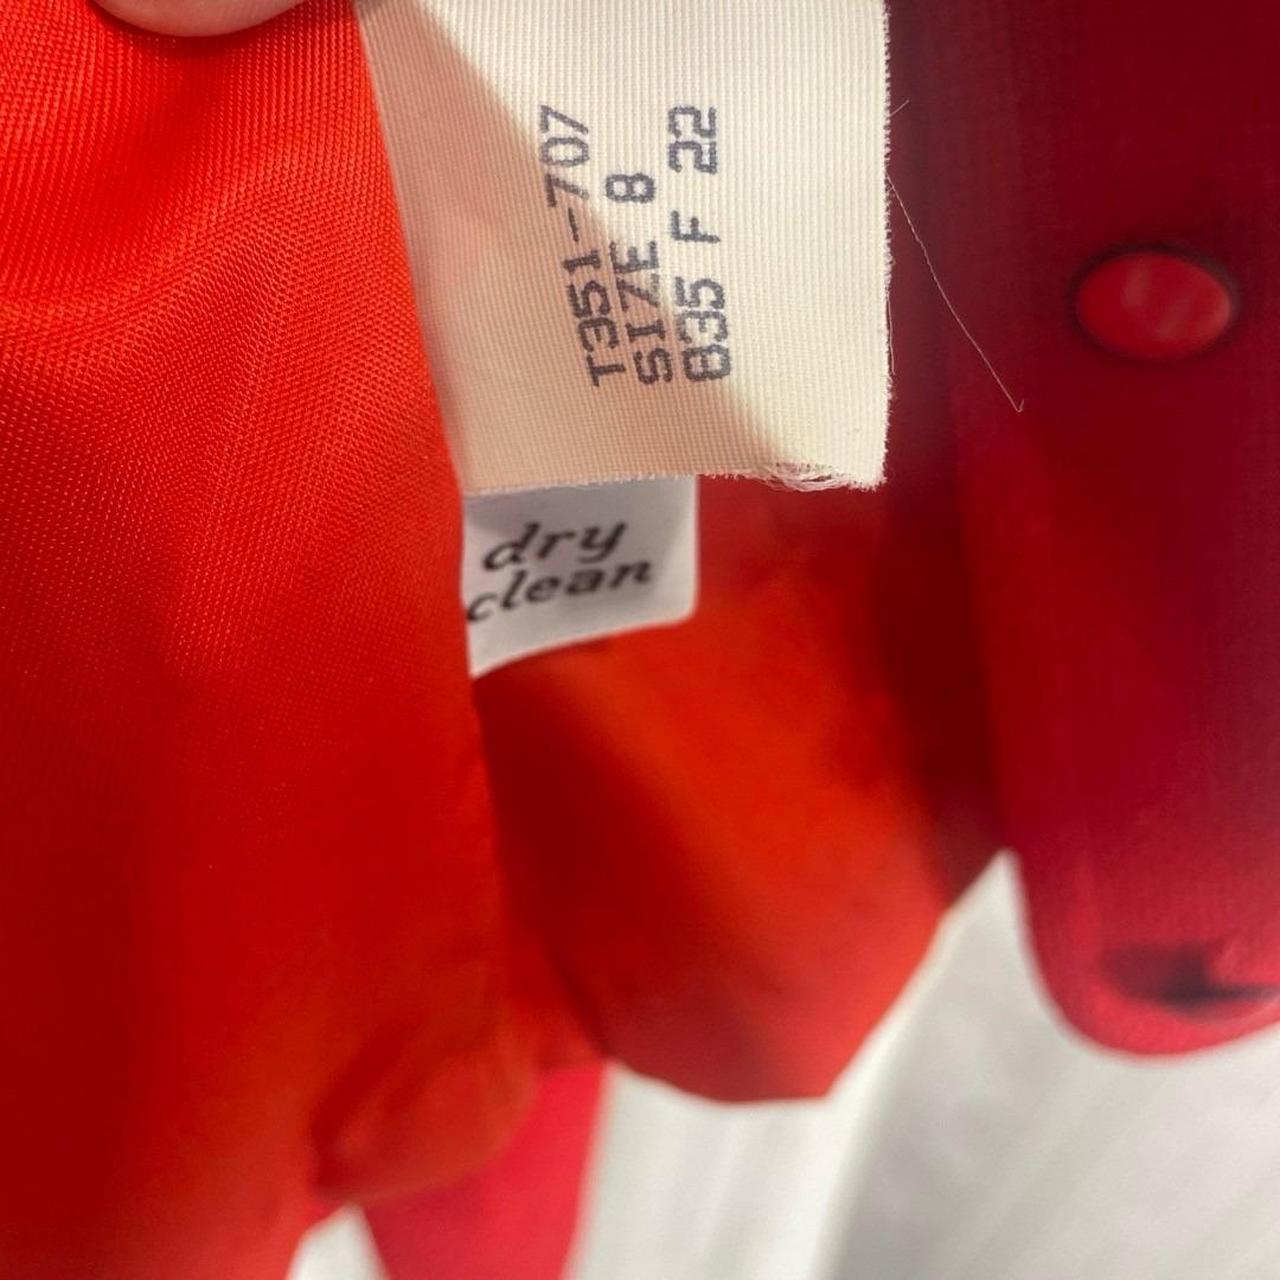 T351-707
SIZE 8
835 F 22
dry
clean